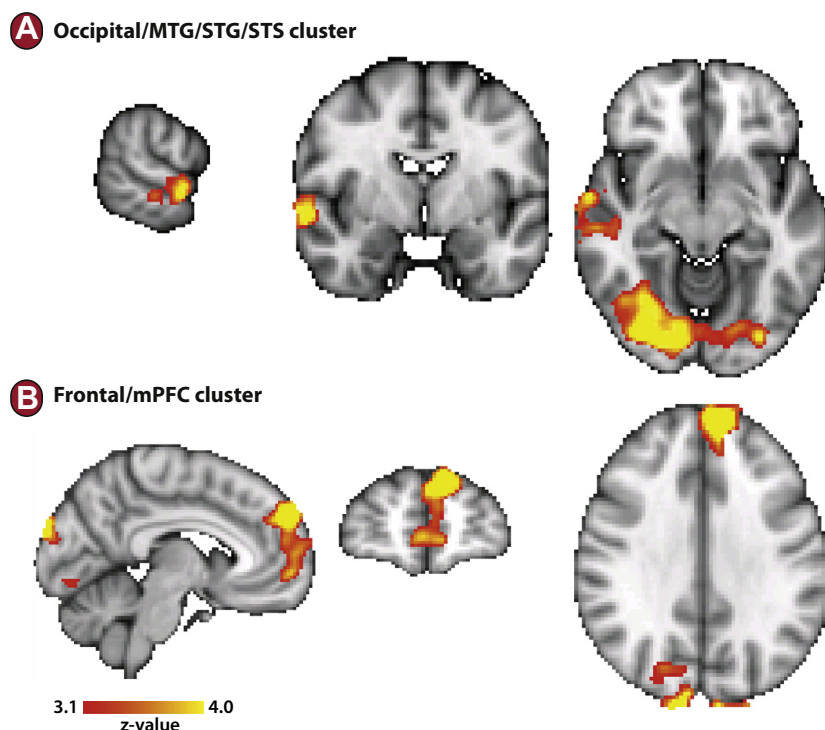 A Occipital/MTG/STG/STS cluster
B Frontal/mPFC cluster
3.1 4.0
z-value